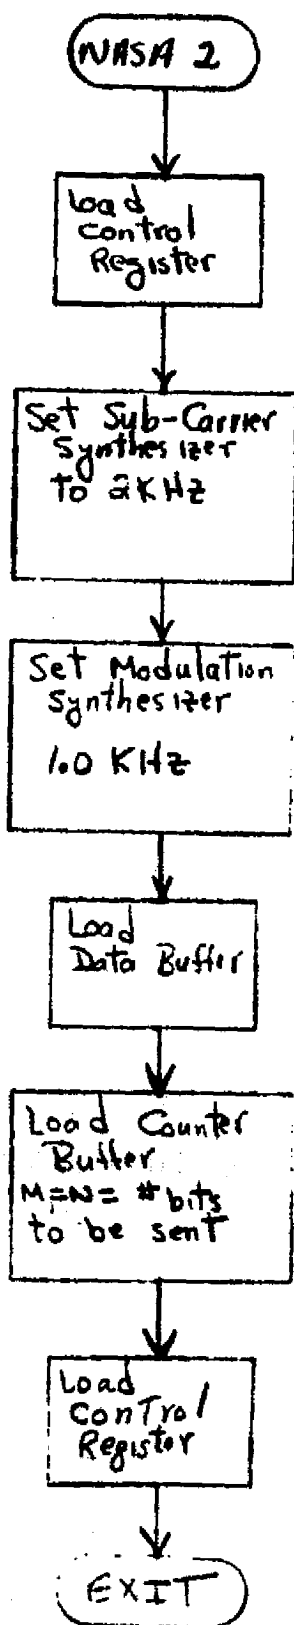 NASA 2
Load
Control
Register
Set Sub-Carrier
Synthesizer
to 2KHz
Set Modulation
Synthesizer
1.0 KHz
Load
Data Buffer
Load Counter
Buffer
M=N= # bits
to be sent
Load
Control
Register
EXIT